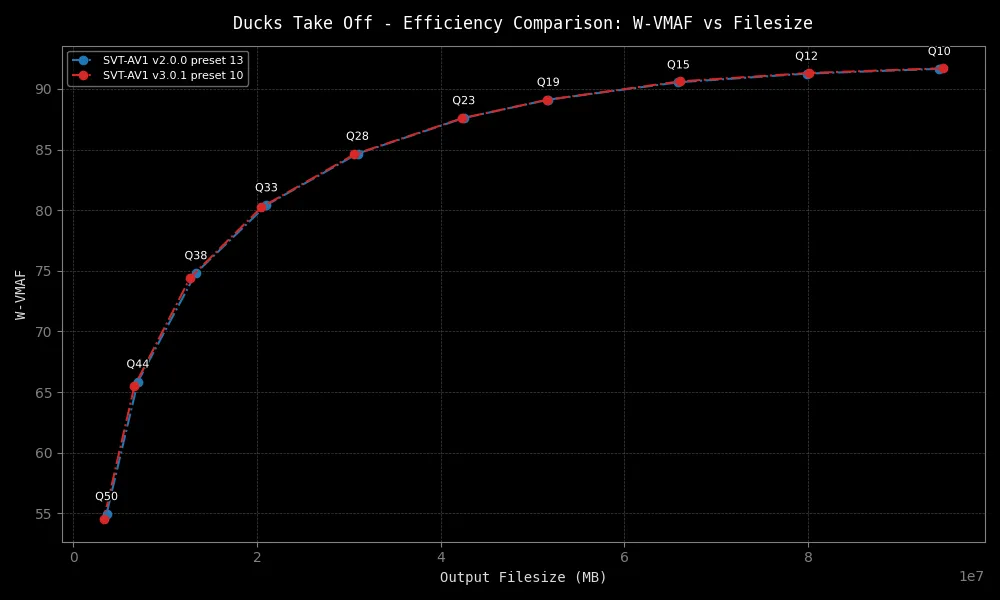 Ducks Take Off - Efficiency Comparison: W-VMAF vs Filesize
SVT-AV1 v2.0.0 preset 13
SVT-AV1 v3.0.1 preset 10
Q10
Q12
Q15
Q19
Q23
Q28
Q33
Q38
Q44
Q50
W-VMAF
90
85
80
75
70
65
60
55
0 2 4 6 8
1e7
Output Filesize (MB)